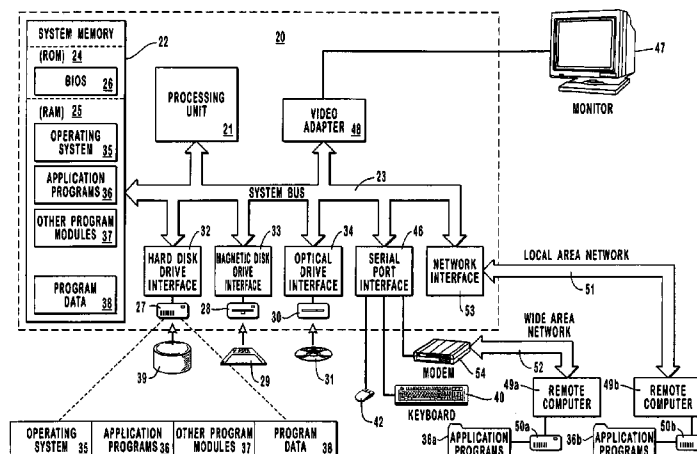 SYSTEM MEMORY
22
20
(ROM) 24
BIOS
26
(RAM) 25
OPERATING
SYSTEM 35
APPLICATION
PROGRAMS 36
OTHER PROGRAM
MODULES 37
PROGRAM
DATA 38
PROCESSING
UNIT
21
VIDEO
ADAPTER
48
47
MONITOR
SYSTEM BUS
23
32
HARD DISK
DRIVE
INTERFACE
33
MAGNETIC DISK
DRIVE
INTERFACE
34
OPTICAL
DRIVE
INTERFACE
46
SERIAL
PORT
INTERFACE
NETWORK
INTERFACE
53
LOCAL AREA NETWORK
51
WIDE AREA
NETWORK
52
27
28
30
39
29
31
42
MODEM
54
KEYBOARD
40
49a
REMOTE
COMPUTER
49b
REMOTE
COMPUTER
50a
50b
36a
APPLICATION
PROGRAMS
36b
APPLICATION
PROGRAMS
OPERATING
SYSTEM 35
APPLICATION
PROGRAMS 36
OTHER PROGRAM
MODULES 37
PROGRAM
DATA 38